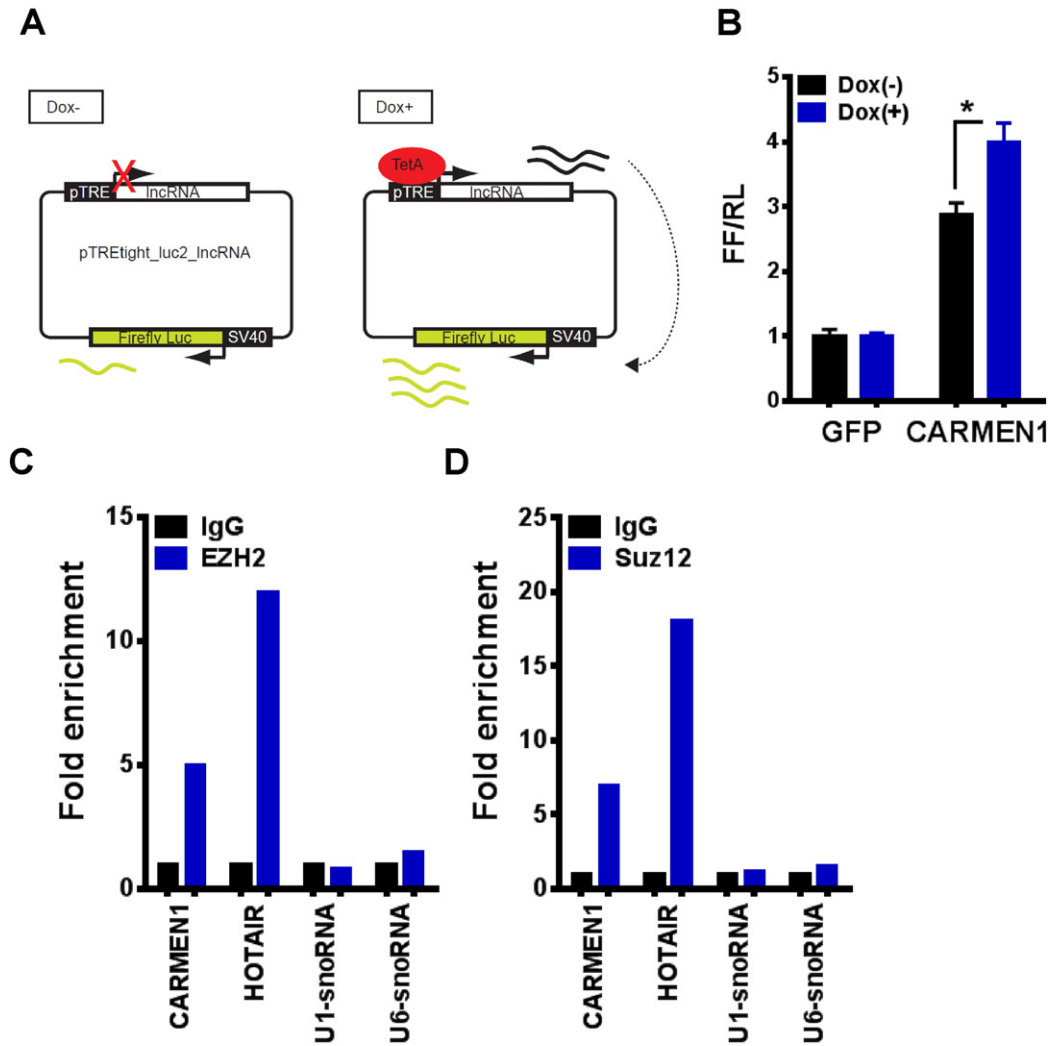 A
Dox-
pTRE
lncRNA
pTREtight_luc2_lncRNA
Firefly Luc
SV40
Dox+
TetA
pTRE
lncRNA
Firefly Luc
SV40
B
FF/RL
5
4
3
2
1
0
Dox(-)
Dox(+)
*
GFP
CARMEN1
C
Fold enrichment
15
10
5
0
IgG
EZH2
CARMEN1
HOTAIR
U1-snoRNA
U6-snoRNA
D
Fold enrichment
25
20
15
10
5
0
IgG
Suz12
CARMEN1
HOTAIR
U1-snoRNA
U6-snoRNA